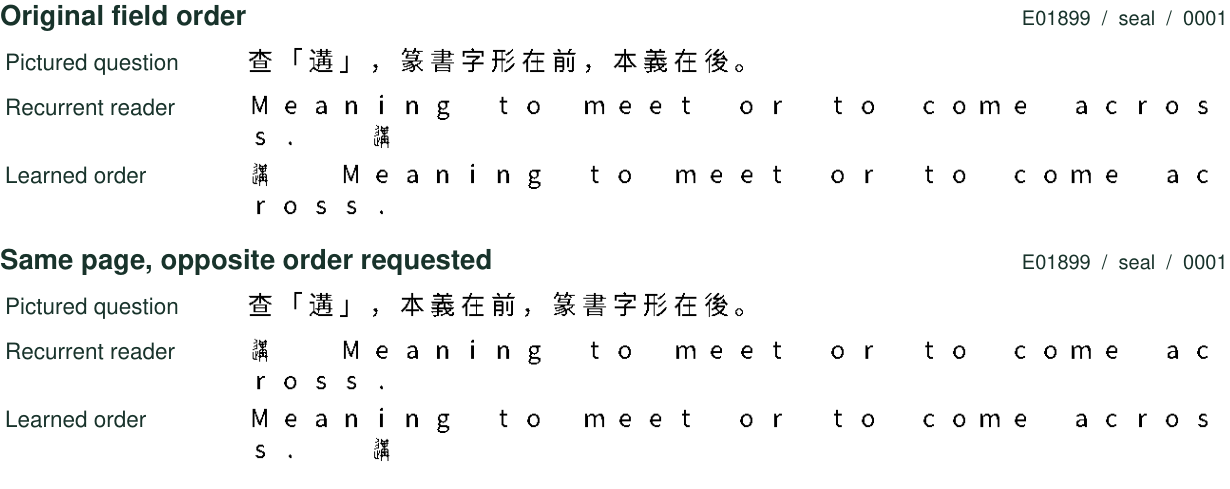 Original field order E01899 / seal / 0001
Pictured question 查「遘」，篆書字形在前，本義在後。
Recurrent reader Meaning to meet or to come acros
s. 遘
Learned order 遘 Meaning to meet or to come ac
ross.
Same page, opposite order requested E01899 / seal / 0001
Pictured question 查「遘」，本義在前，篆書字形在後。
Recurrent reader 遘 Meaning to meet or to come ac
ross.
Learned order Meaning to meet or to come acros
s. 遘